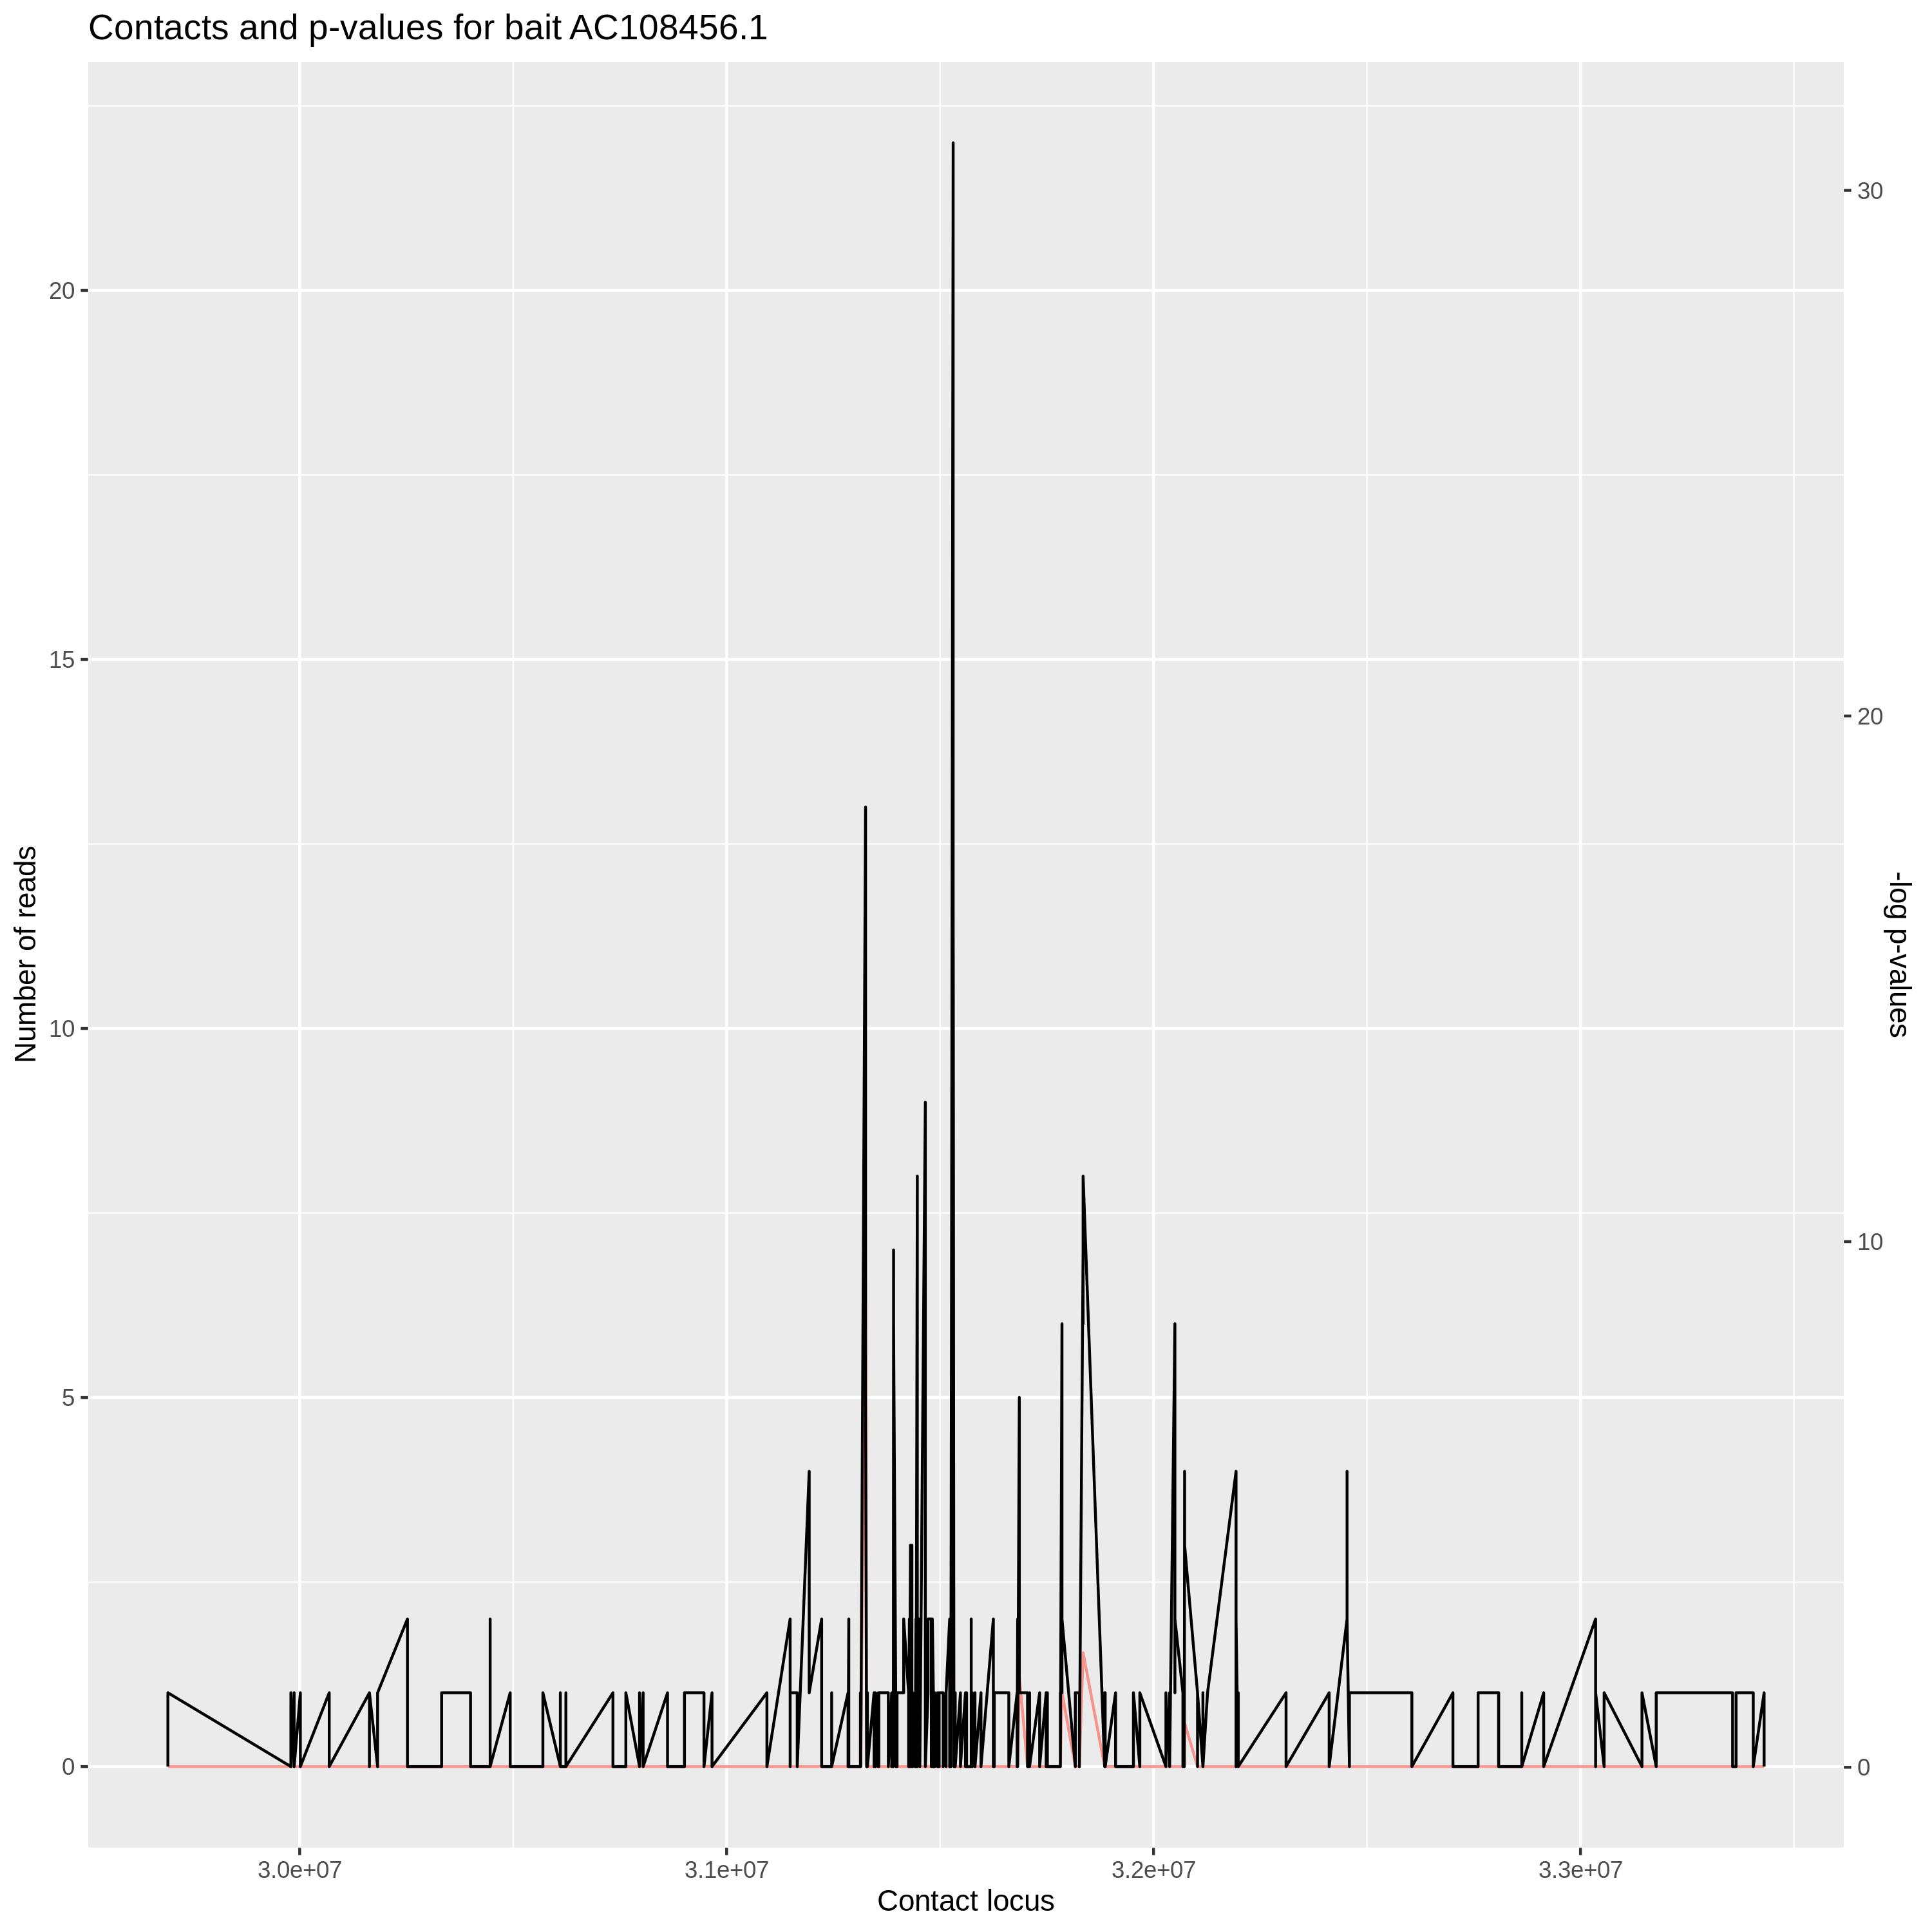 Contacts and p-values for bait AC108456.1
Number of reads
20
15
10
5
0
30
20
10
0
-log p-values
3.0e+07
3.1e+07
3.2e+07
3.3e+07
Contact locus